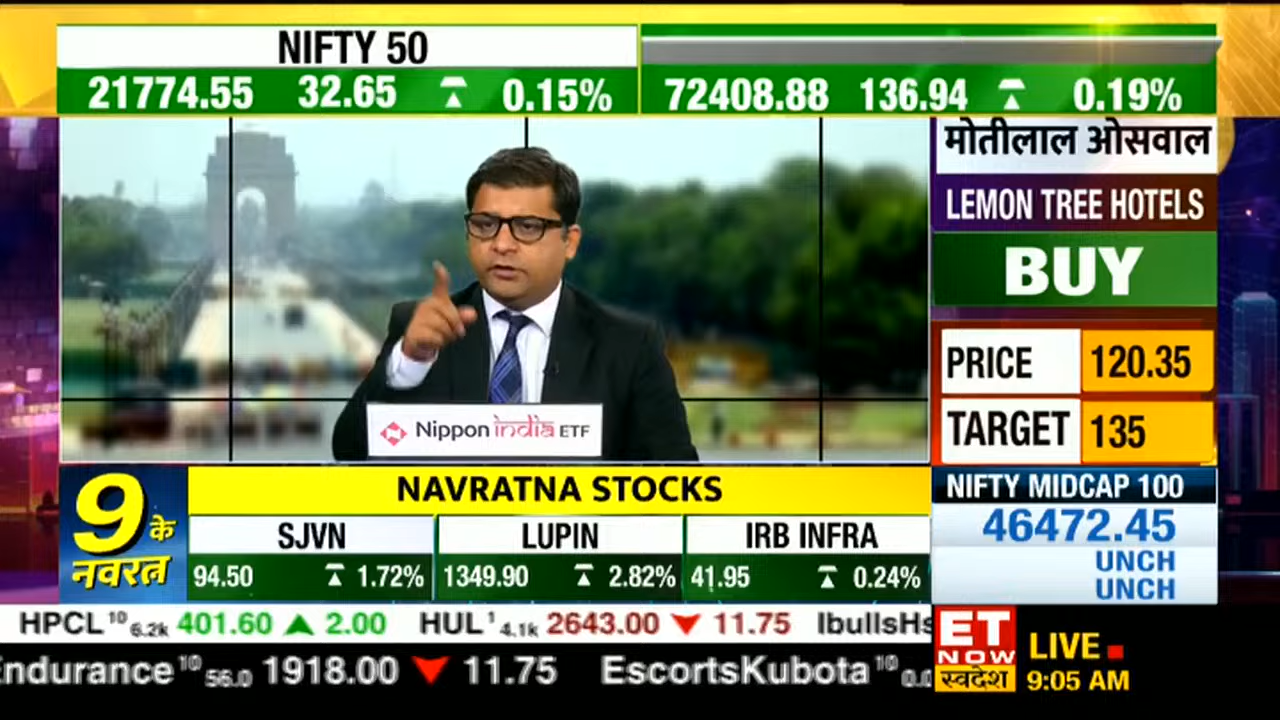 NIFTY 50
21774.55 32.65 0.15%
72408.88 136.94 0.19%
मोतीलाल ओसवाल
LEMON TREE HOTELS
BUY
PRICE 120.35
TARGET 135
Nippon india ETF
9 के
नवरत्न
NAVRATNA STOCKS
SJVN LUPIN IRB INFRA
94.50 1.72% 1349.90 2.82% 41.95 0.24%
NIFTY MIDCAP 100
46472.45
UNCH
UNCH
HPCL 10 6.2k 401.60 2.00 HUL 1 4.1k 2643.00 11.75 IbullsHs
Endurance 10 56.0 1918.00 11.75 EscortsKubota 10 0.0
ET
NOW
स्वदेश
LIVE
9:05 AM